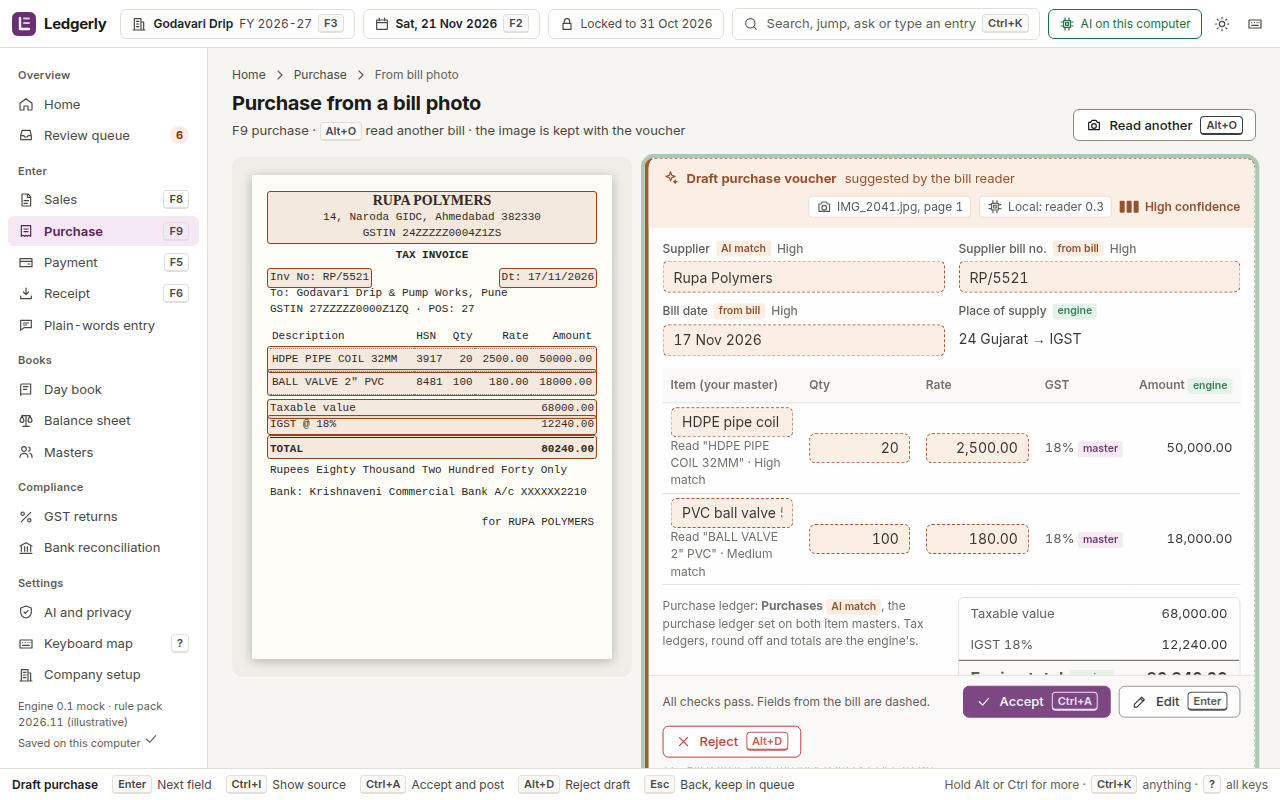 Ledgerly
Godavari Drip FY 2026-27 F3
Sat, 21 Nov 2026 F2
Locked to 31 Oct 2026
Search, jump, ask or type an entry Ctrl+K
AI on this computer
Overview
Home
Review queue 6
Enter
Sales F8
Purchase F9
Payment F5
Receipt F6
Plain-words entry
Books
Day book
Balance sheet
Masters
Compliance
GST returns
Bank reconciliation
Settings
AI and privacy
Keyboard map ?
Company setup
Engine 0.1 mock · rule pack
2026.11 (illustrative)
Saved on this computer
Home > Purchase > From bill photo
Purchase from a bill photo
F9 purchase · Alt+O read another bill · the image is kept with the voucher
Read another Alt+O
RUPA POLYMERS
14, Naroda GIDC, Ahmedabad 382330
GSTIN 24ZZZZZ0004Z1ZS
TAX INVOICE
Inv No: RP/5521 Dt: 17/11/2026
To: Godavari Drip & Pump Works, Pune
GSTIN 27ZZZZZ0000Z1ZQ · POS: 27
Description HSN Qty Rate Amount
HDPE PIPE COIL 32MM 3917 20 2500.00 50000.00
BALL VALVE 2" PVC 8481 100 180.00 18000.00
Taxable value 68000.00
IGST @ 18% 12240.00
TOTAL 80240.00
Rupees Eighty Thousand Two Hundred Forty Only
Bank: Krishnaveni Commercial Bank A/c XXXXXX2210
for RUPA POLYMERS
Draft purchase voucher suggested by the bill reader
IMG_2041.jpg, page 1
Local: reader 0.3
High confidence
Supplier AI match High
Rupa Polymers
Supplier bill no. from bill High
RP/5521
Bill date from bill High
17 Nov 2026
Place of supply engine
24 Gujarat → IGST
Item (your master) Qty Rate GST Amount engine
HDPE pipe coil 20 2,500.00 18% master 50,000.00
Read "HDPE PIPE
COIL 32MM" · High
match
PVC ball valve 100 180.00 18% master 18,000.00
Read "BALL VALVE
2" PVC" · Medium
match
Purchase ledger: Purchases AI match, the
purchase ledger set on both item masters. Tax
ledgers, round off and totals are the engine's.
Taxable value 68,000.00
IGST 18% 12,240.00
All checks pass. Fields from the bill are dashed.
Accept Ctrl+A
Edit Enter
Reject Alt+D
Draft purchase Enter Next field Ctrl+I Show source Ctrl+A Accept and post Alt+D Reject draft Esc Back, keep in queue
Hold Alt or Ctrl for more · Ctrl+K anything · ? all keys